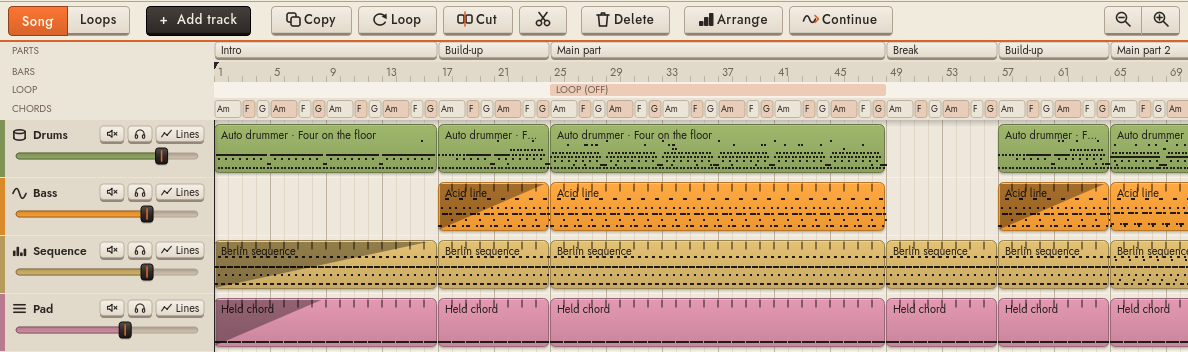 Song Loops + Add track Copy Loop Cut Delete Arrange Continue
PARTS Intro Build-up Main part Break Build-up Main part 2
BARS 1 5 9 13 17 21 25 29 33 37 41 45 49 53 57 61 65 69
LOOP LOOP (OFF)
CHORDS Am F G Am F G Am F G Am F G Am F G Am F G Am F G Am F G Am F G Am F G Am F G Am F G Am F G Am F G Am F G Am F G Am F G Am
Drums Lines Auto drummer · Four on the floor Auto drummer · F... Auto drummer · Four on the floor Auto drummer · F... Auto drummer
Bass Lines Acid line Acid line Acid line Acid line
Sequence Lines Berlin sequence Berlin sequence Berlin sequence Berlin sequence Berlin sequence Berlin sequence
Pad Lines Held chord Held chord Held chord Held chord Held chord Held chord